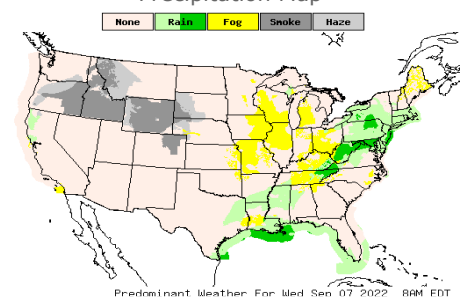 Precipitation Map
None Rain Fog Smoke Haze
Predominant Weather For Wed Sep 07 2022 8AM EDT